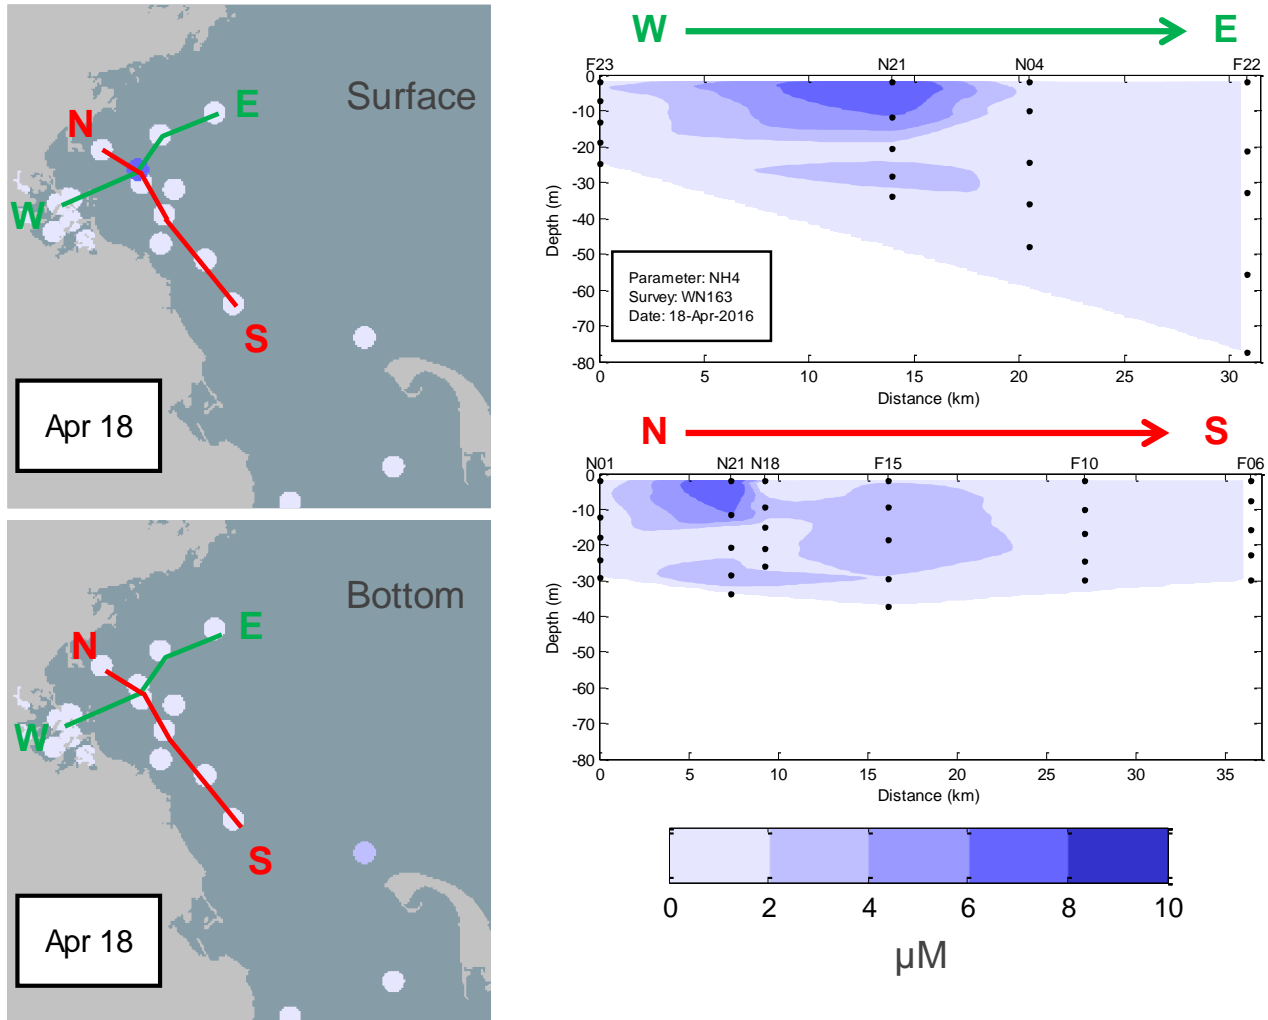 Surface
N
E
W
S
Apr 18
Bottom
N
E
W
S
Apr 18
W E
F23 N21 N04 F22
0
-10
-20
-30
-40
-50
-60
-70
-80
Depth (m)
Parameter: NH4
Survey: WN163
Date: 18-Apr-2016
0 5 10 15 20 25 30
Distance (km)
N S
N01 N21 N18 F15 F10 F06
0
-10
-20
-30
-40
-50
-60
-70
-80
Depth (m)
0 5 10 15 20 25 30 35
Distance (km)
0 2 4 6 8 10
µM